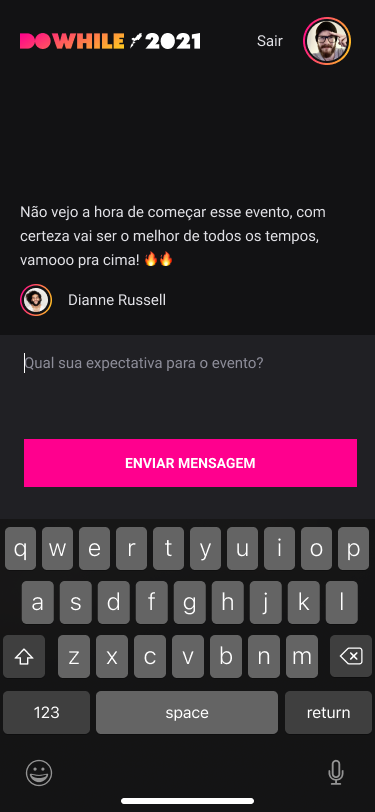 DOWHILE 2021
Sair
Não vejo a hora de começar esse evento, com
certeza vai ser o melhor de todos os tempos,
vamooo pra cima! 🔥🔥
Dianne Russell
Qual sua expectativa para o evento?
ENVIAR MENSAGEM
q w e r t y u i o p
a s d f g h j k l
z x c v b n m
123 space return